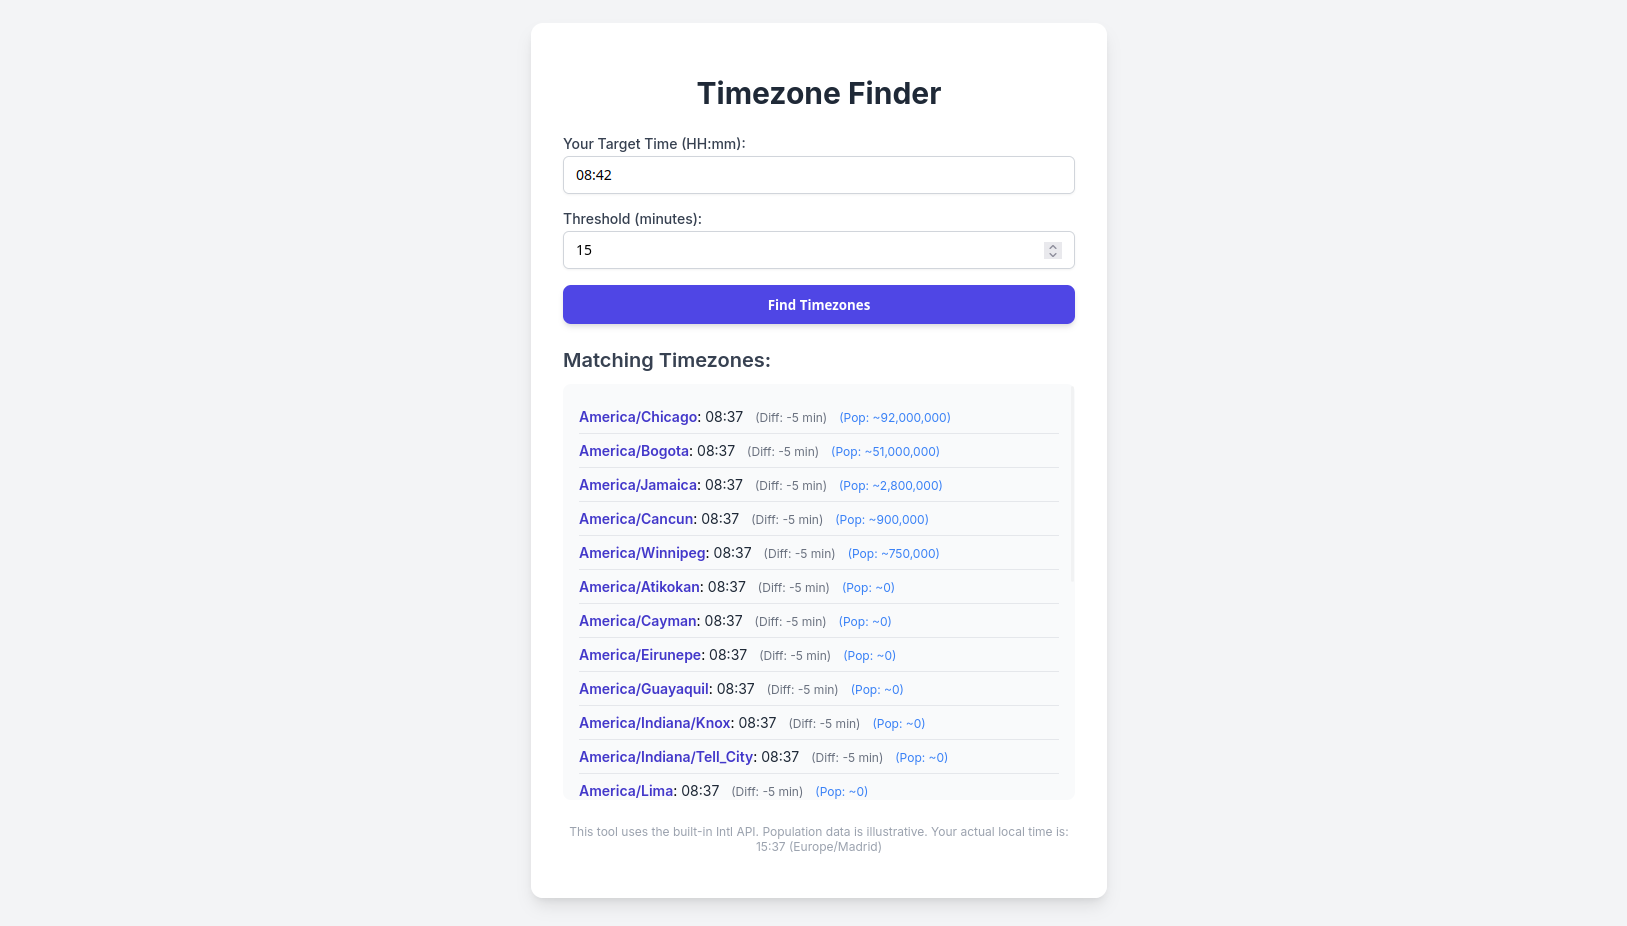 Timezone Finder
Your Target Time (HH:mm):
08:42
Threshold (minutes):
15
Find Timezones
Matching Timezones:
America/Chicago: 08:37 (Diff: -5 min) (Pop: ~92,000,000)
America/Bogota: 08:37 (Diff: -5 min) (Pop: ~51,000,000)
America/Jamaica: 08:37 (Diff: -5 min) (Pop: ~2,800,000)
America/Cancun: 08:37 (Diff: -5 min) (Pop: ~900,000)
America/Winnipeg: 08:37 (Diff: -5 min) (Pop: ~750,000)
America/Atikokan: 08:37 (Diff: -5 min) (Pop: ~0)
America/Cayman: 08:37 (Diff: -5 min) (Pop: ~0)
America/Eirunepe: 08:37 (Diff: -5 min) (Pop: ~0)
America/Guayaquil: 08:37 (Diff: -5 min) (Pop: ~0)
America/Indiana/Knox: 08:37 (Diff: -5 min) (Pop: ~0)
America/Indiana/Tell_City: 08:37 (Diff: -5 min) (Pop: ~0)
America/Lima: 08:37 (Diff: -5 min) (Pop: ~0)
This tool uses the built-in Intl API. Population data is illustrative. Your actual local time is:
15:37 (Europe/Madrid)